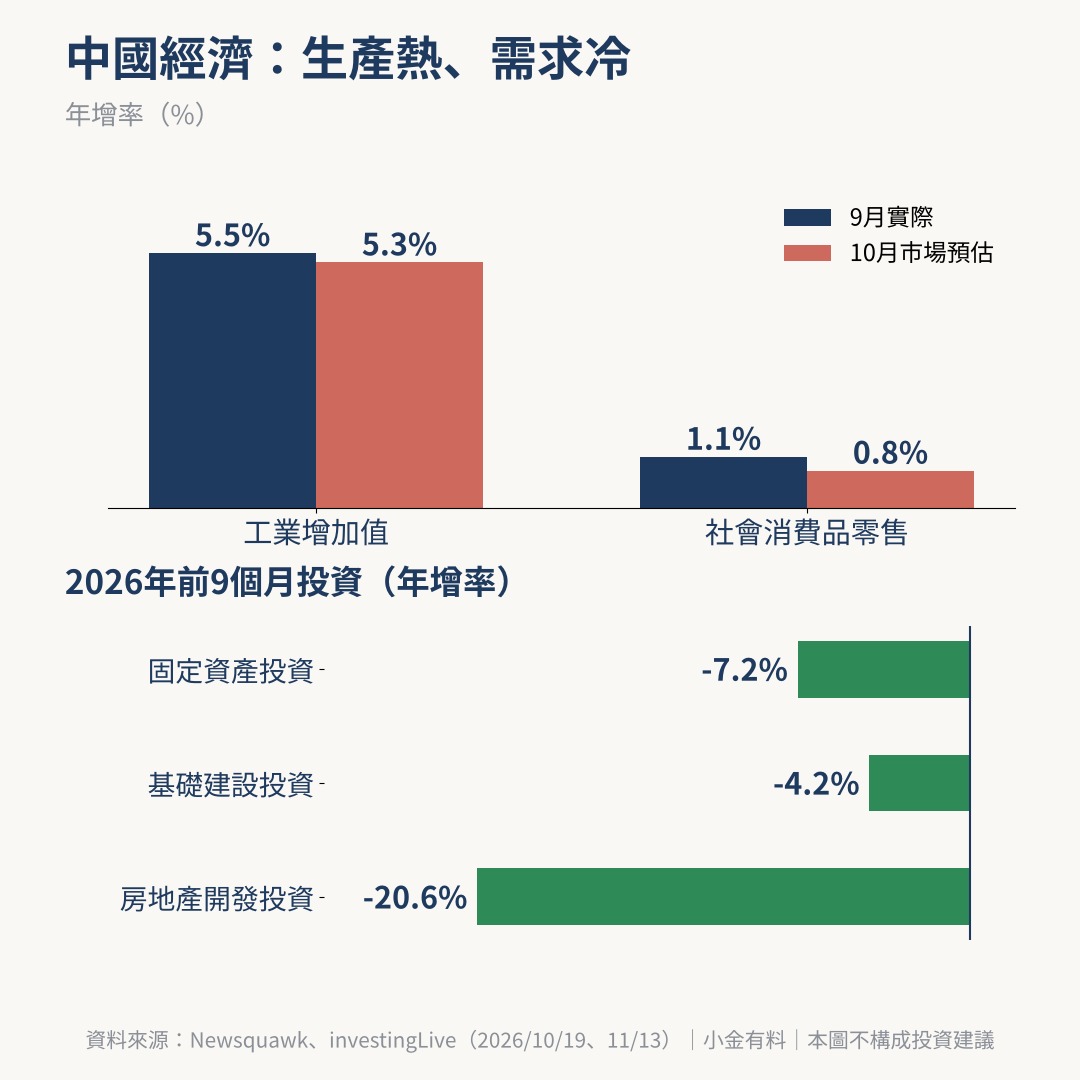 中國經濟：生產熱、需求冷
年增率（%）
9月實際
10月市場預估
5.5%
5.3%
1.1%
0.8%
工業增加值
社會消費品零售
2026年前9個月投資（年增率）
固定資產投資
-7.2%
基礎建設投資
-4.2%
房地產開發投資
-20.6%
資料來源：Newsquawk、investingLive（2026/10/19、11/13）｜小金有料｜本圖不構成投資建議